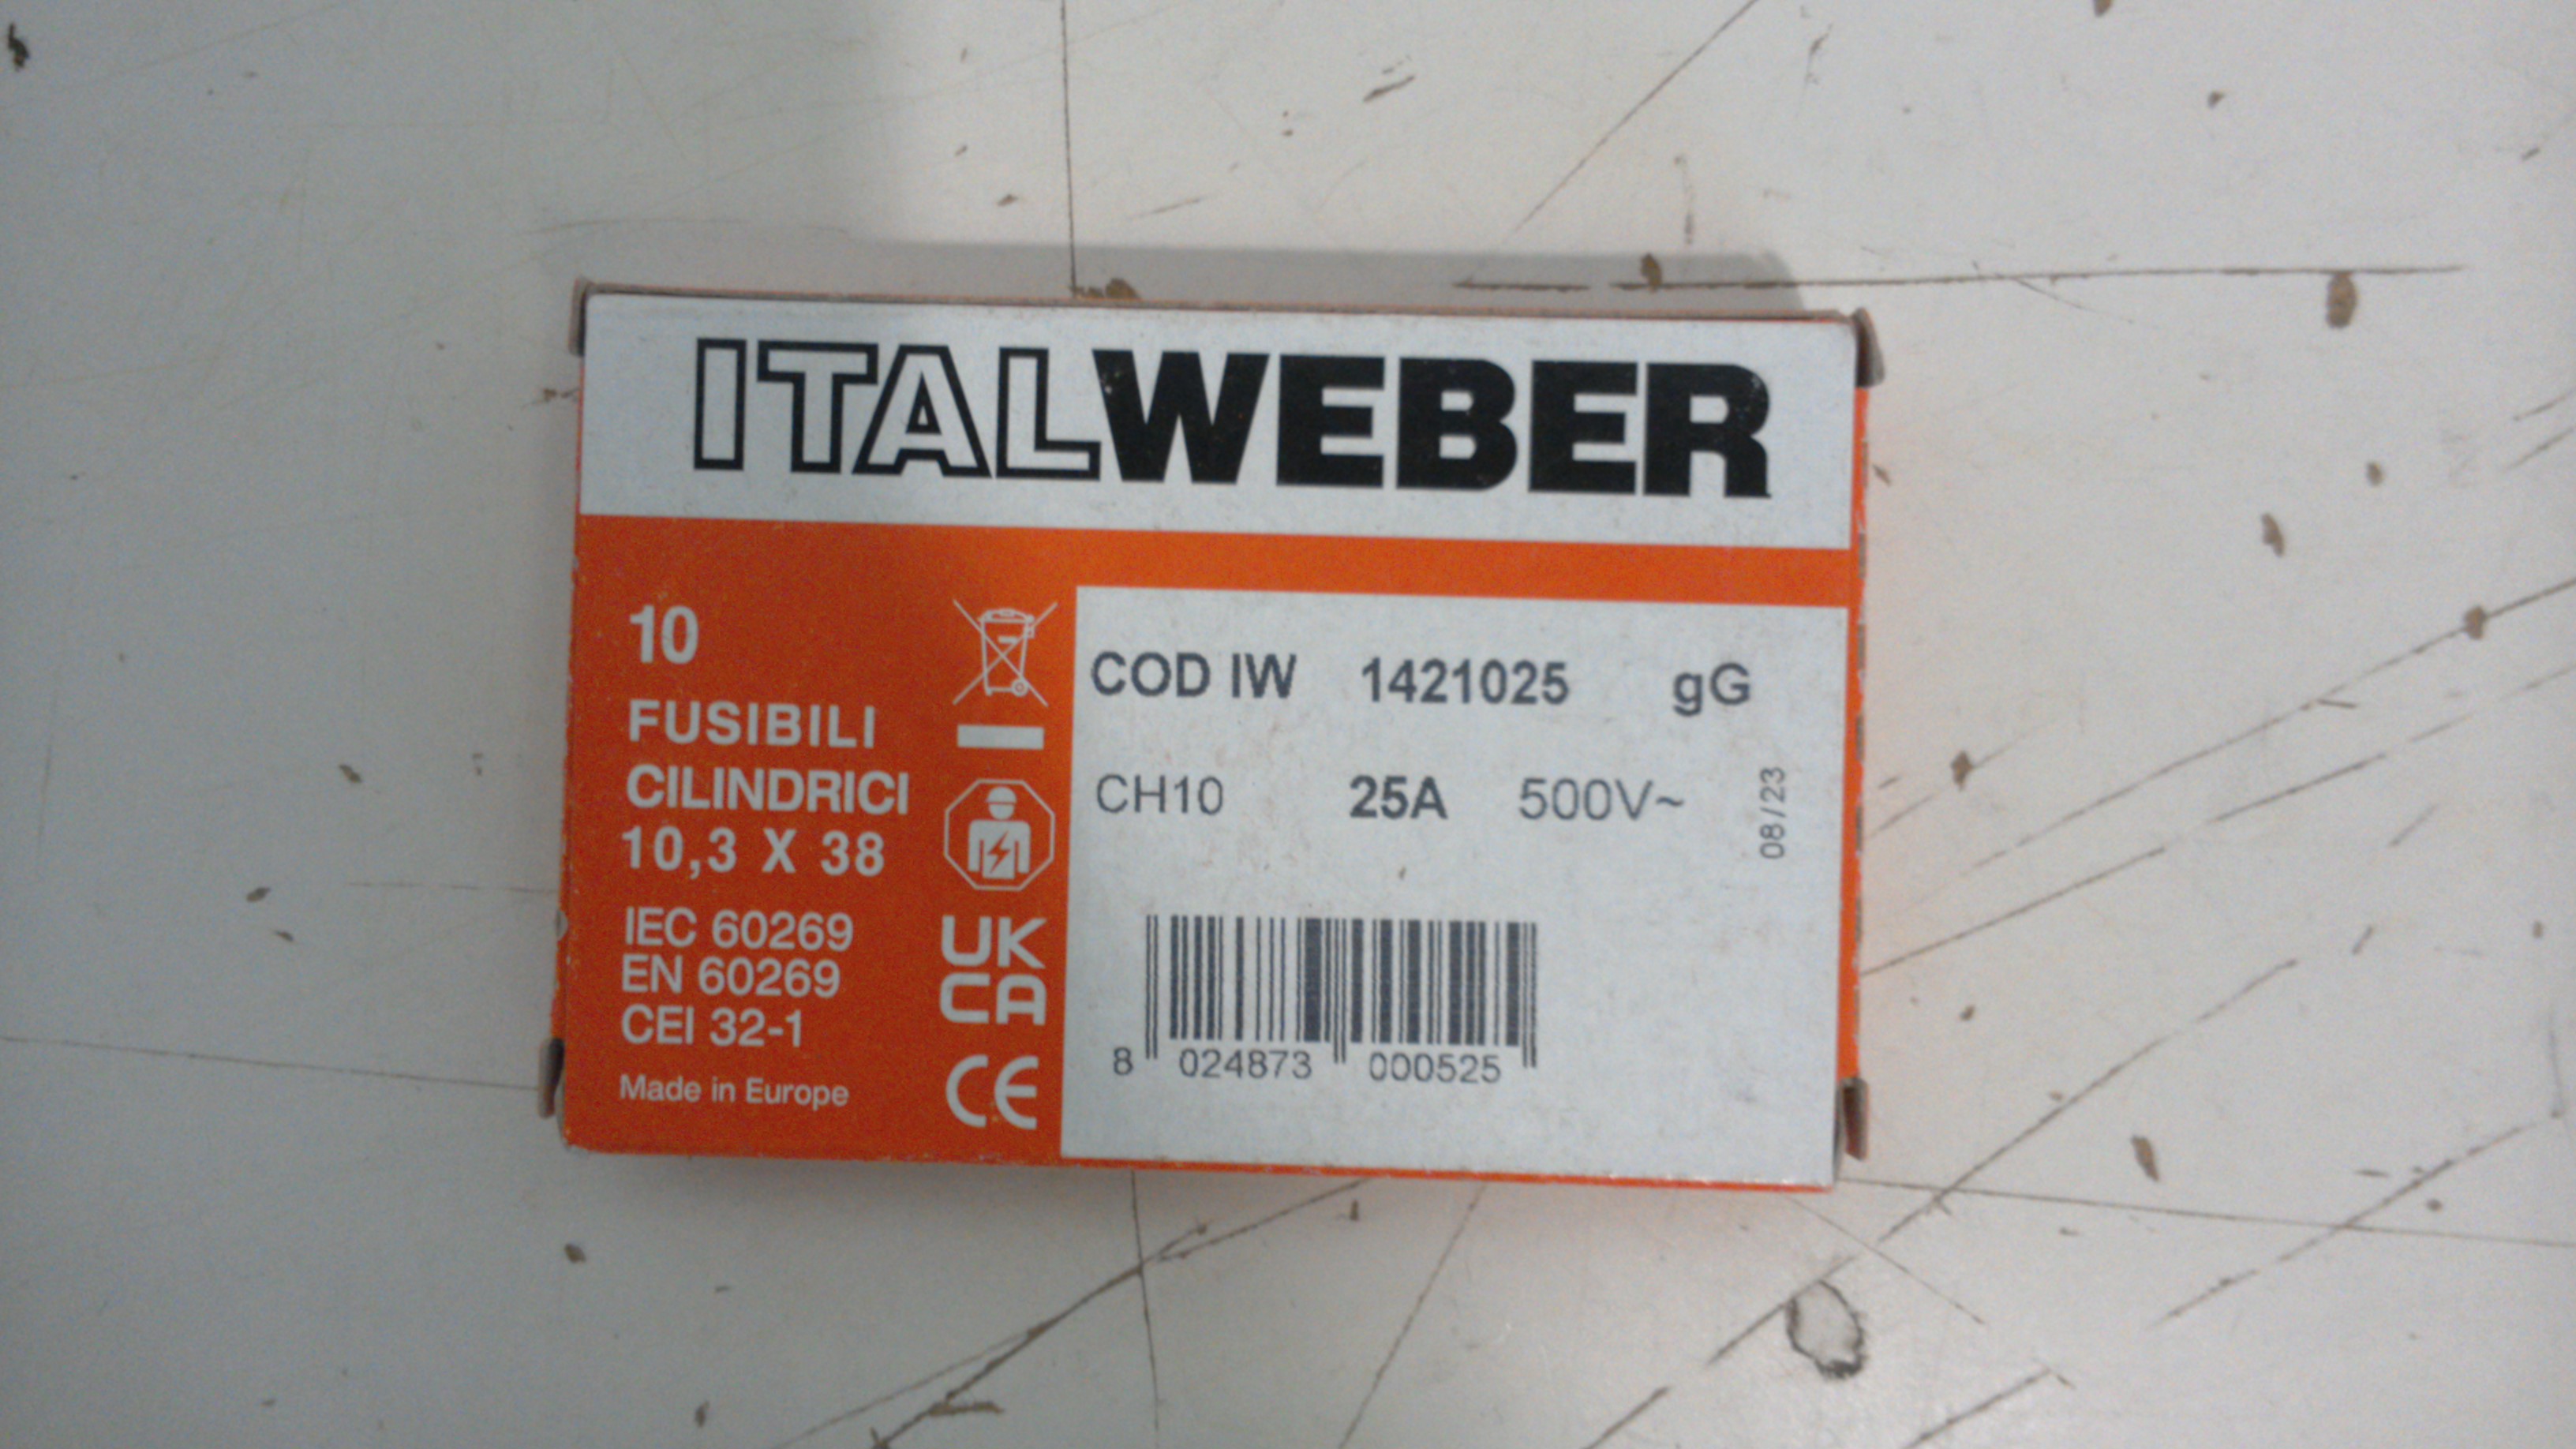 ITALWEBER
10
FUSIBILI
CILINDRICI
10,3 X 38
IEC 60269
EN 60269
CEI 32-1
Made in Europe
UK
CA
CE
COD IW 1421025 gG
CH10 25A 500V~
08/23
8 024873 000525